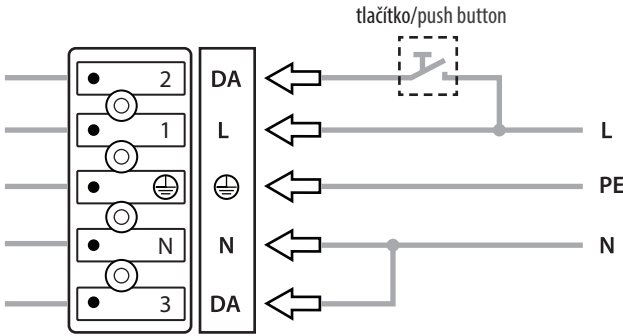 tlačítko/push button
2 DA
1 L L
PE
N N N
3 DA